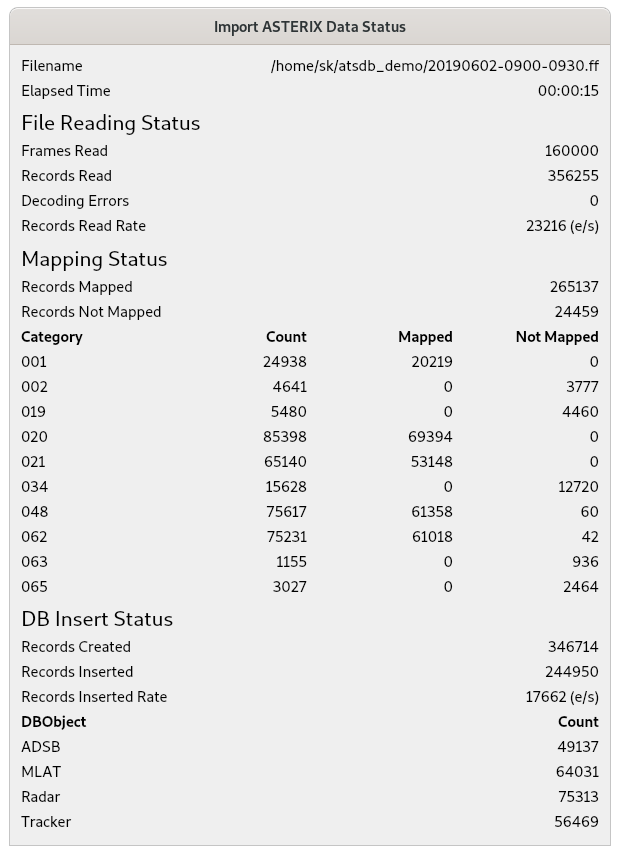 Import ASTERIX Data Status
Filename /home/sk/atsdb_demo/20190602-0900-0930.ff
Elapsed Time 00:00:15
File Reading Status
Frames Read 160000
Records Read 356255
Decoding Errors 0
Records Read Rate 23216 (e/s)
Mapping Status
Records Mapped 265137
Records Not Mapped 24459
Category Count Mapped Not Mapped
001 24938 20219 0
002 4641 0 3777
019 5480 0 4460
020 85398 69394 0
021 65140 53148 0
034 15628 0 12720
048 75617 61358 60
062 75231 61018 42
063 1155 0 936
065 3027 0 2464
DB Insert Status
Records Created 346714
Records Inserted 244950
Records Inserted Rate 17662 (e/s)
DBObject Count
ADSB 49137
MLAT 64031
Radar 75313
Tracker 56469